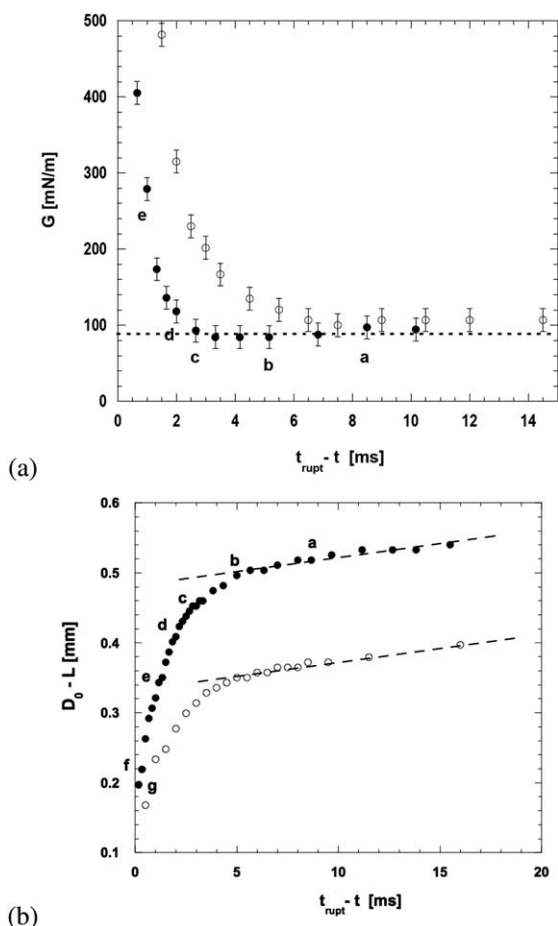 500
400
300
200
100
0
G [mN/m]
e
d
c
b
a
0 2 4 6 8 10 12 14
t_rupt - t [ms]
(a)
0.6
0.5
0.4
0.3
0.2
0.1
D_0 - L [mm]
a
b
c
d
e
f
g
0 5 10 15 20
t_rupt - t [ms]
(b)